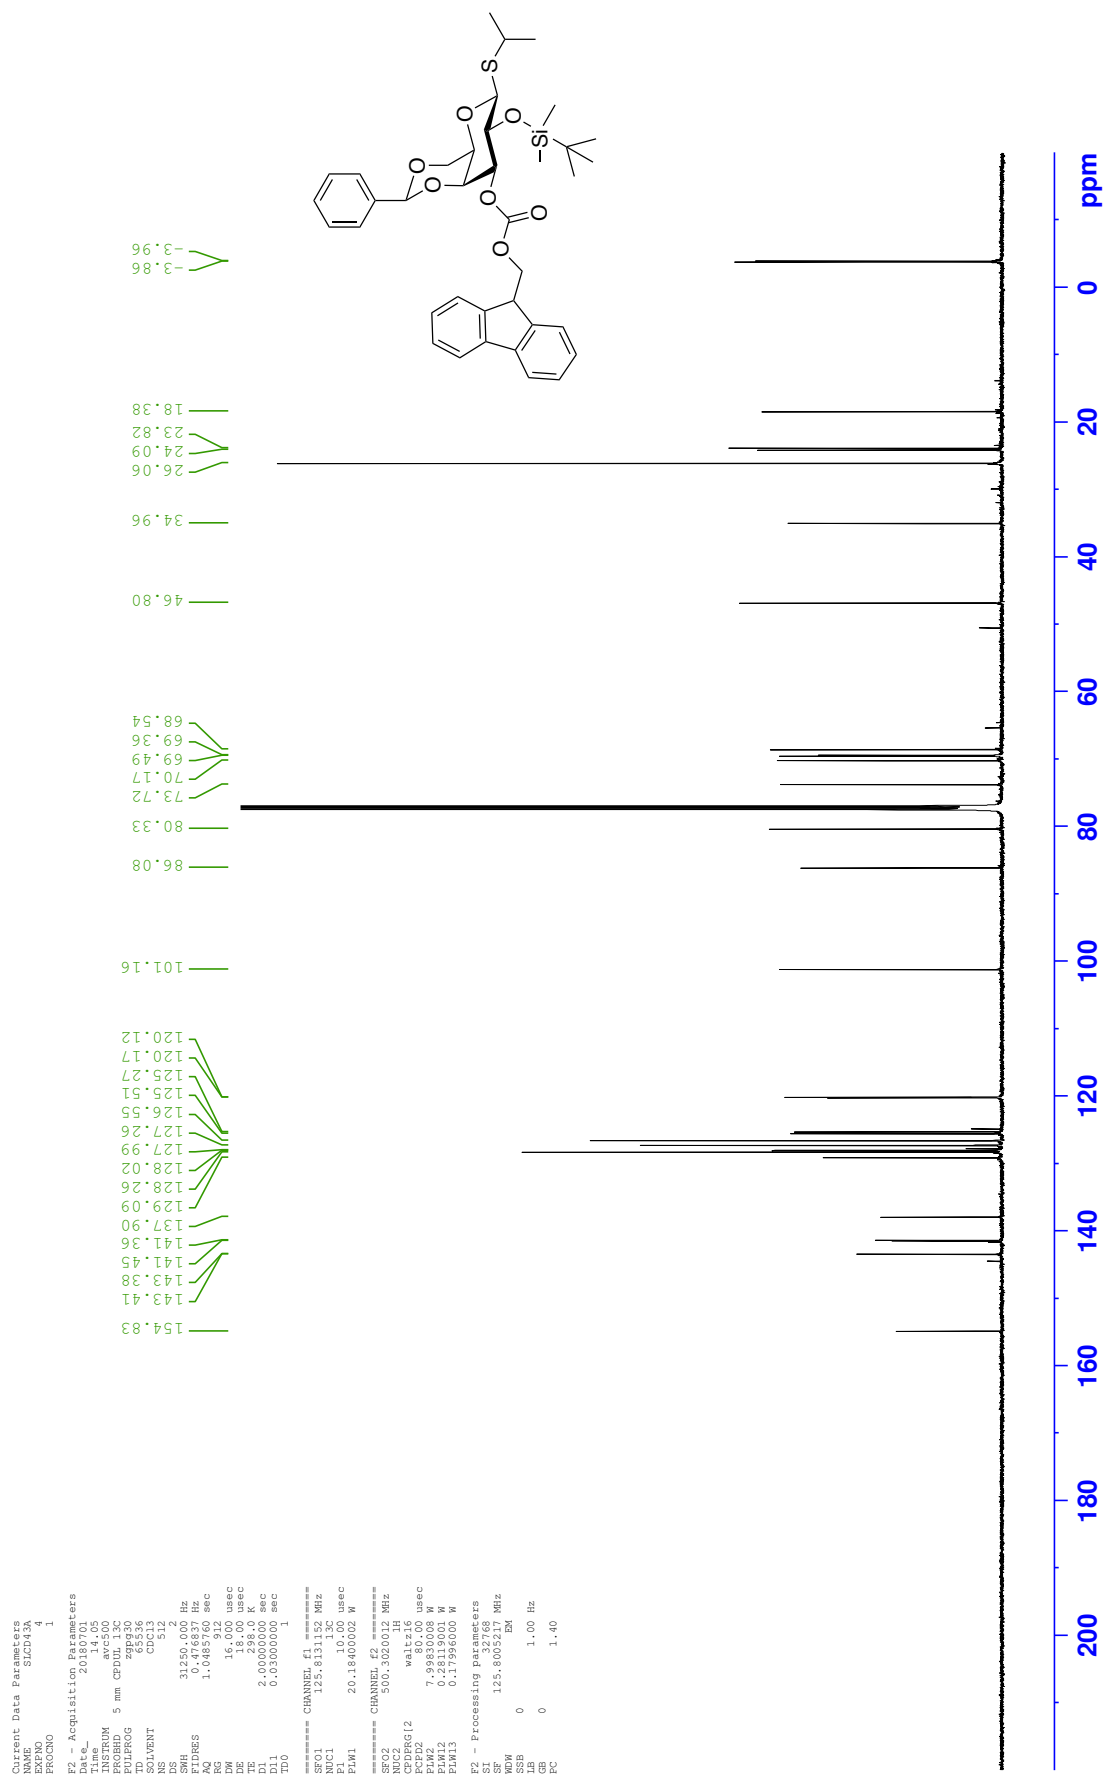 Current Data Parameters
NAME SLCD43A
EXPNO 4
PROCNO 1
F2 - Acquisition Parameters
Date_ 20180701
Time 14.05
INSTRUM avc500
PROBHD 5 mm CPDUL 13C
PULPROG zgpg30
TD 65536
SOLVENT CDCl3
NS 512
DS 2
SWH 31250.000 Hz
FIDRES 0.476837 Hz
AQ 1.0485760 sec
RG 912
DW 16.000 usec
DE 18.00 usec
TE 298.0 K
D1 2.00000000 sec
D11 0.03000000 sec
TD0 1
======== CHANNEL f1 ========
SFO1 125.8131152 MHz
NUC1 13C
P1 10.00 usec
PLW1 20.18400002 W
======== CHANNEL f2 ========
SFO2 500.3020012 MHz
NUC2 1H
CPDPRG[2 waltz16
PCPD2 80.00 usec
PLW2 7.99830008 W
PLW12 0.28119001 W
PLW13 0.17996000 W
F2 - Processing parameters
SI 32768
SF 125.8005217 MHz
WDW EM
SSB 0
LB 1.00 Hz
GB 0
PC 1.40
154.83
143.41
143.38
141.45
141.36
137.90
129.09
128.26
128.02
127.99
127.26
126.55
125.51
125.27
120.17
120.12
101.16
86.08
80.33
73.72
70.17
69.49
69.36
68.54
46.80
34.96
26.06
24.09
23.82
18.38
-3.86
-3.96
O
O
O
S
O
Si
O
O
O
200
180
160
140
120
100
80
60
40
20
0
ppm